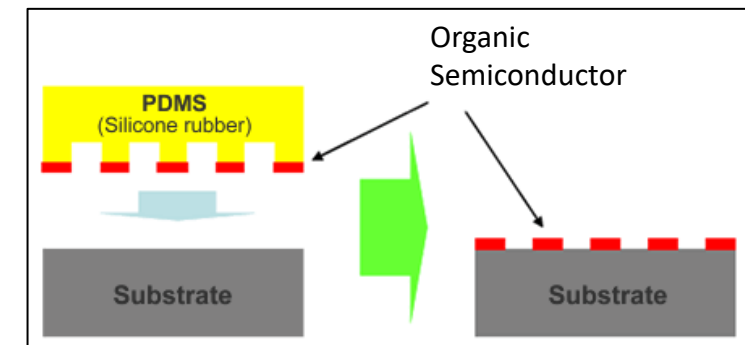 Organic
Semiconductor
PDMS
(Silicone rubber)
Substrate
Substrate